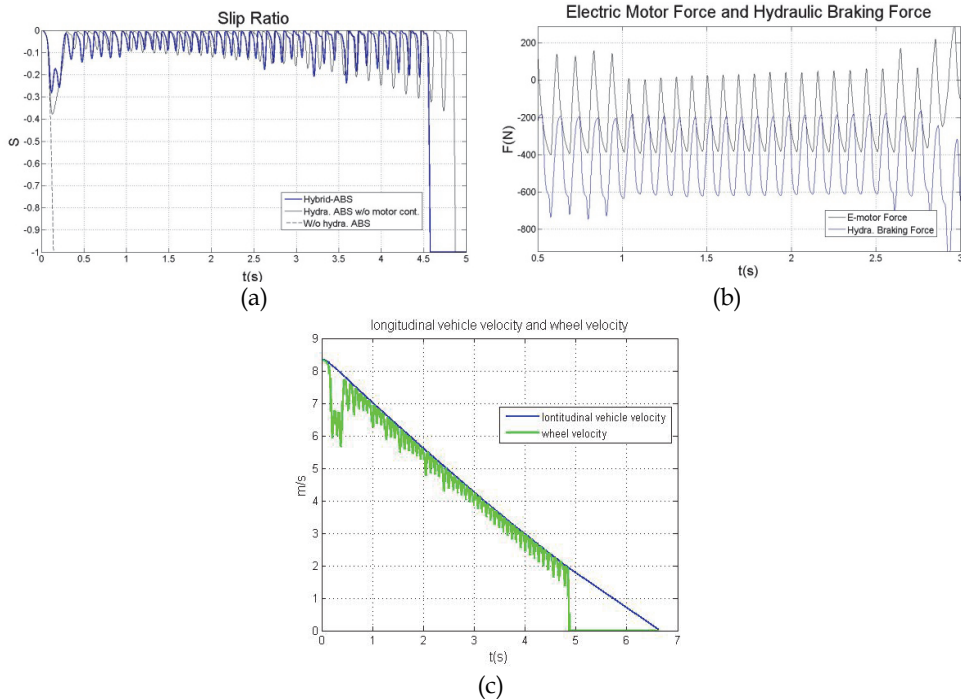 Slip Ratio
0
-0.1
-0.2
-0.3
-0.4
-0.5
-0.6
-0.7
-0.8
-0.9
-1
S
Hybrid-ABS
Hydra. ABS w/o motor cont.
W/o hydra. ABS
0 0.5 1 1.5 2 2.5 3 3.5 4 4.5 5
t(s)
(a)
Electric Motor Force and Hydraulic Braking Force
200
0
-200
-400
-600
-800
F(N)
E-motor Force
Hydra. Braking Force
0.5 1 1.5 2 2.5 3
t(s)
(b)
longitudinal vehicle velocity and wheel velocity
9
8
7
6
5
4
3
2
1
0
m/s
lontitudinal vehicle velocity
wheel velocity
0 1 2 3 4 5 6 7
t(s)
(c)